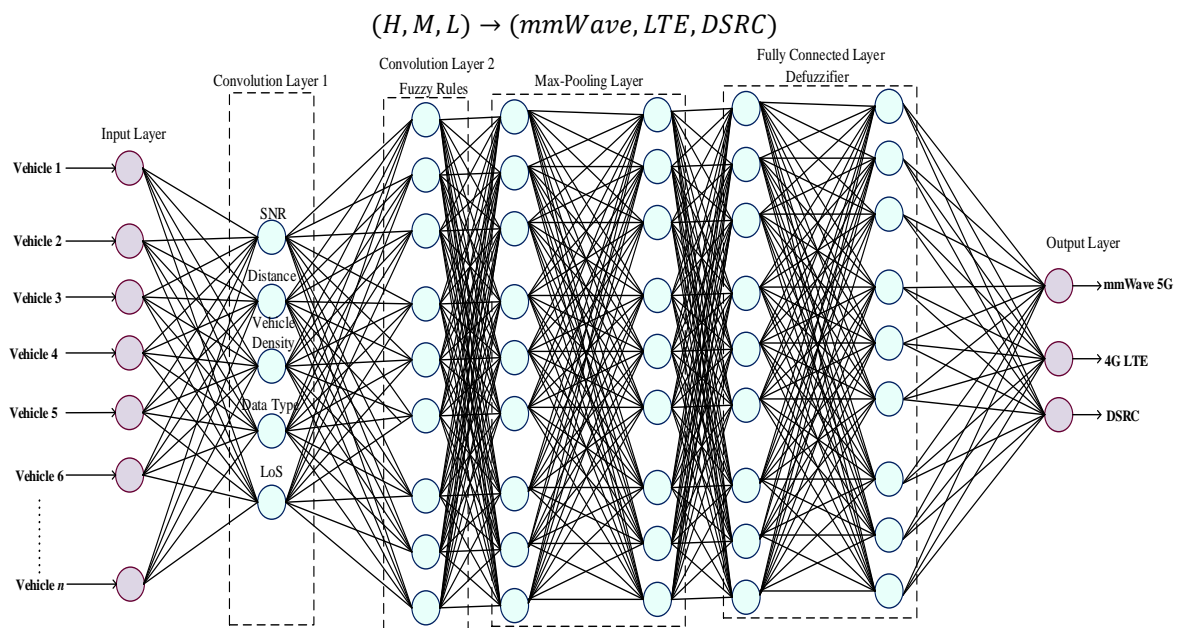 (H, M, L) → (mmWave, LTE, DSRC)
Fully Connected Layer
Defuzzifier
Convolution Layer 2
Fuzzy Rules
Max-Pooling Layer
Convolution Layer 1
Input Layer
Vehicle 1
Vehicle 2
Vehicle 3
Vehicle 4
Vehicle 5
Vehicle 6
Vehicle n
SNR
Distance
Vehicle
Density
Data Type
LoS
Output Layer
mmWave 5G
4G LTE
DSRC